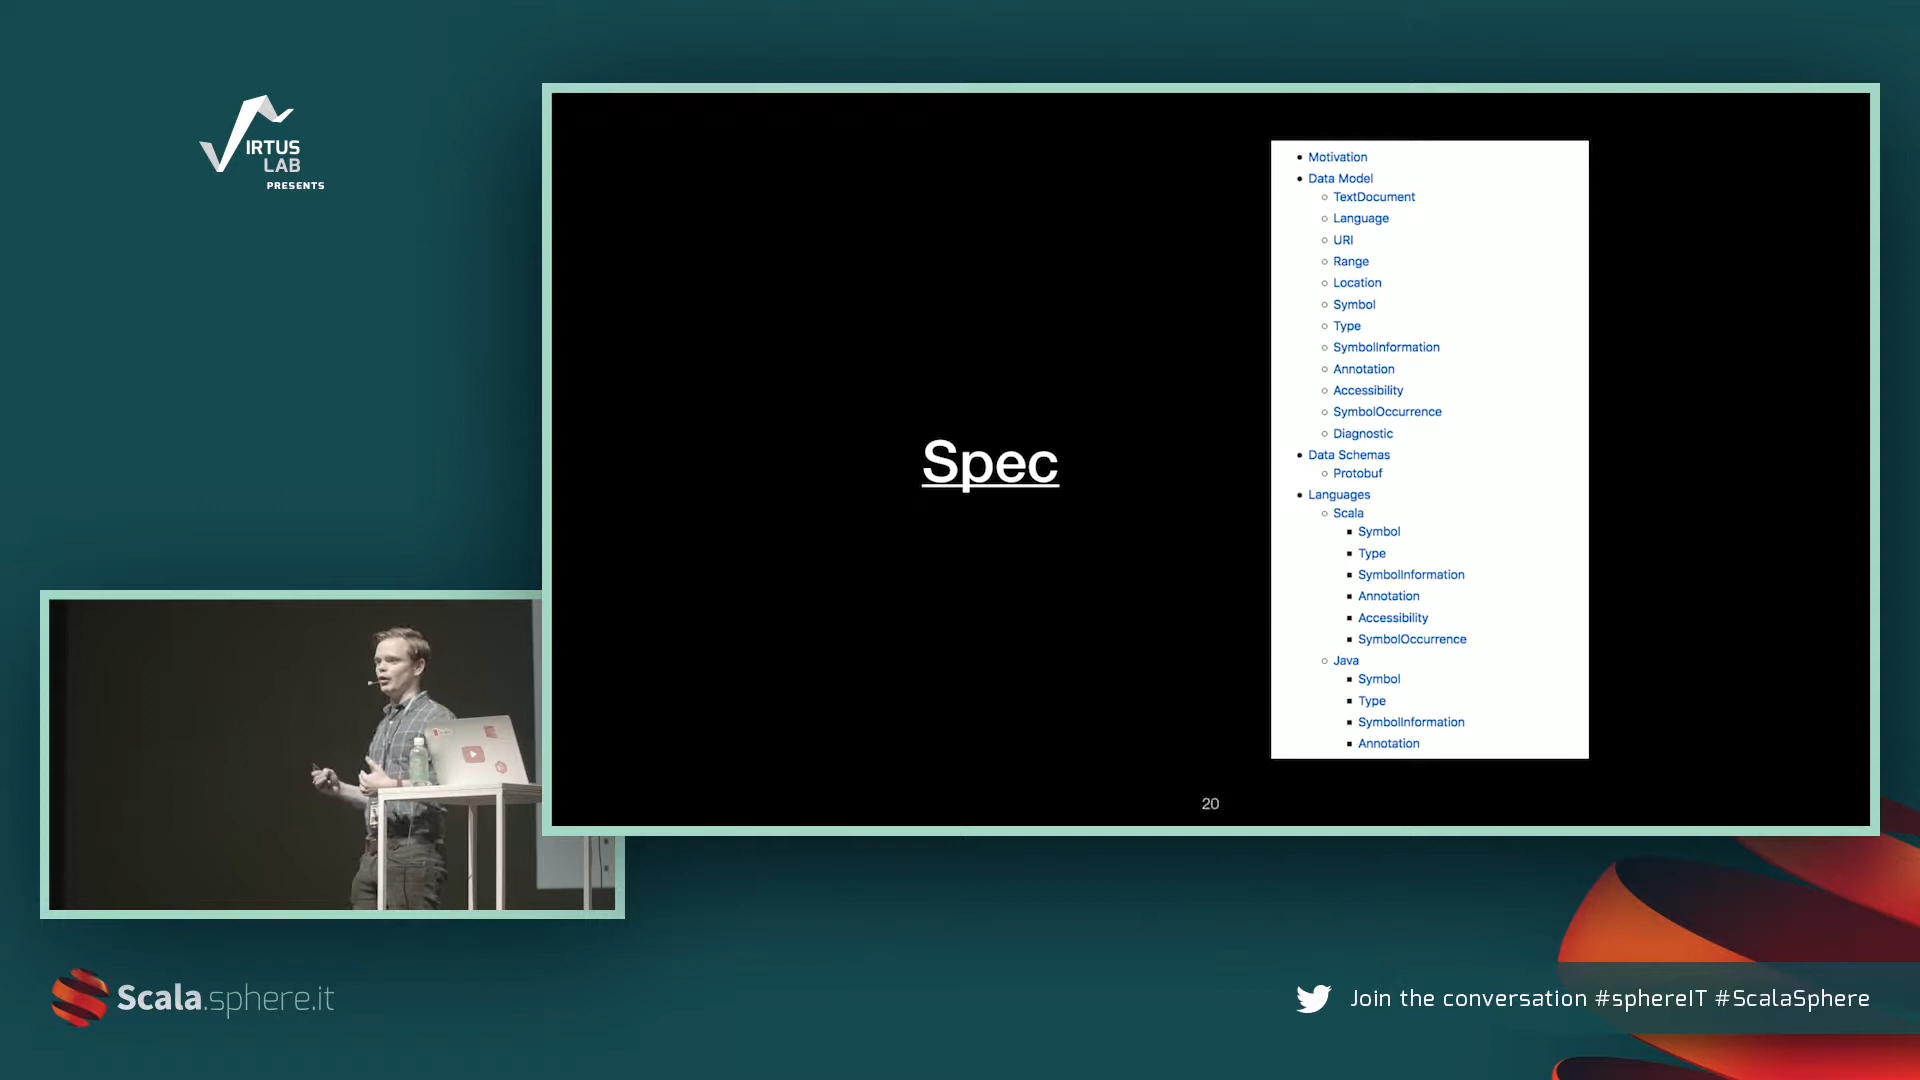 IRTUS
LAB
PRESENTS
Spec
Motivation
Data Model
TextDocument
Language
URI
Range
Location
Symbol
Type
SymbolInformation
Annotation
Accessibility
SymbolOccurrence
Diagnostic
Data Schemas
Protobuf
Languages
Scala
Symbol
Type
SymbolInformation
Annotation
Accessibility
SymbolOccurrence
Java
Symbol
Type
SymbolInformation
Annotation
20
Scala.sphere.it
Join the conversation #sphereIT #ScalaSphere